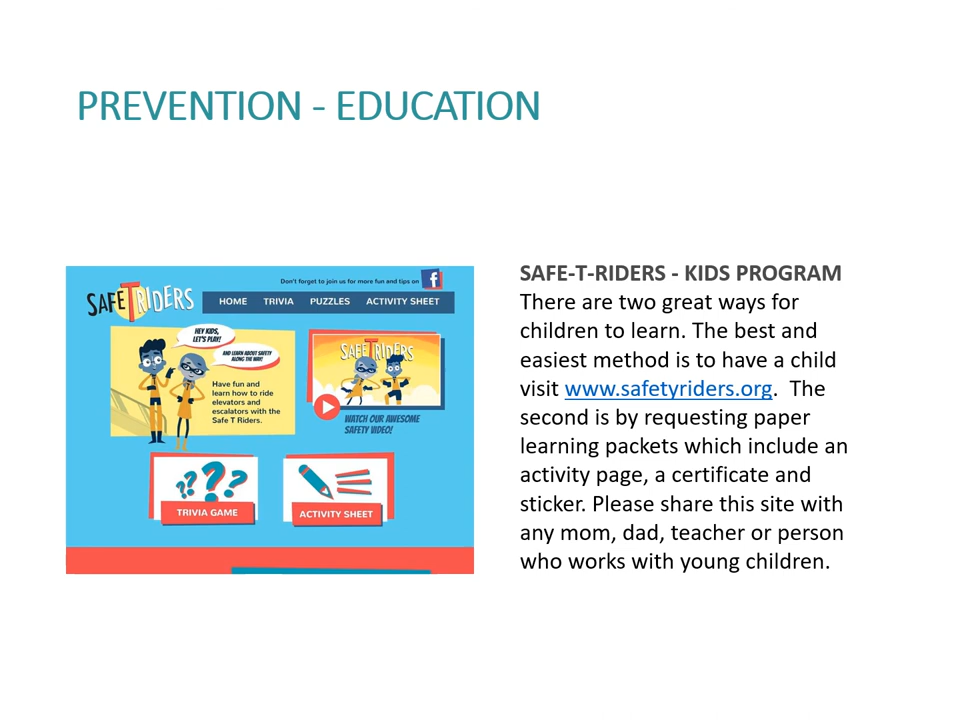 PREVENTION - EDUCATION
Don't forget to join us for more fun and tips on f
SAFE T RIDERS
HOME TRIVIA PUZZLES ACTIVITY SHEET
HEY KIDS,
LET'S PLAY!
AND LEARN ABOUT SAFETY
ALONG THE WAY!
Have fun and
learn how to ride
elevators and
escalators with the
Safe T Riders.
SAFE T RIDERS
WATCH OUR AWESOME
SAFETY VIDEO!
???
TRIVIA GAME
ACTIVITY SHEET
SAFE-T-RIDERS - KIDS PROGRAM
There are two great ways for
children to learn. The best and
easiest method is to have a child
visit www.safetyriders.org. The
second is by requesting paper
learning packets which include an
activity page, a certificate and
sticker. Please share this site with
any mom, dad, teacher or person
who works with young children.